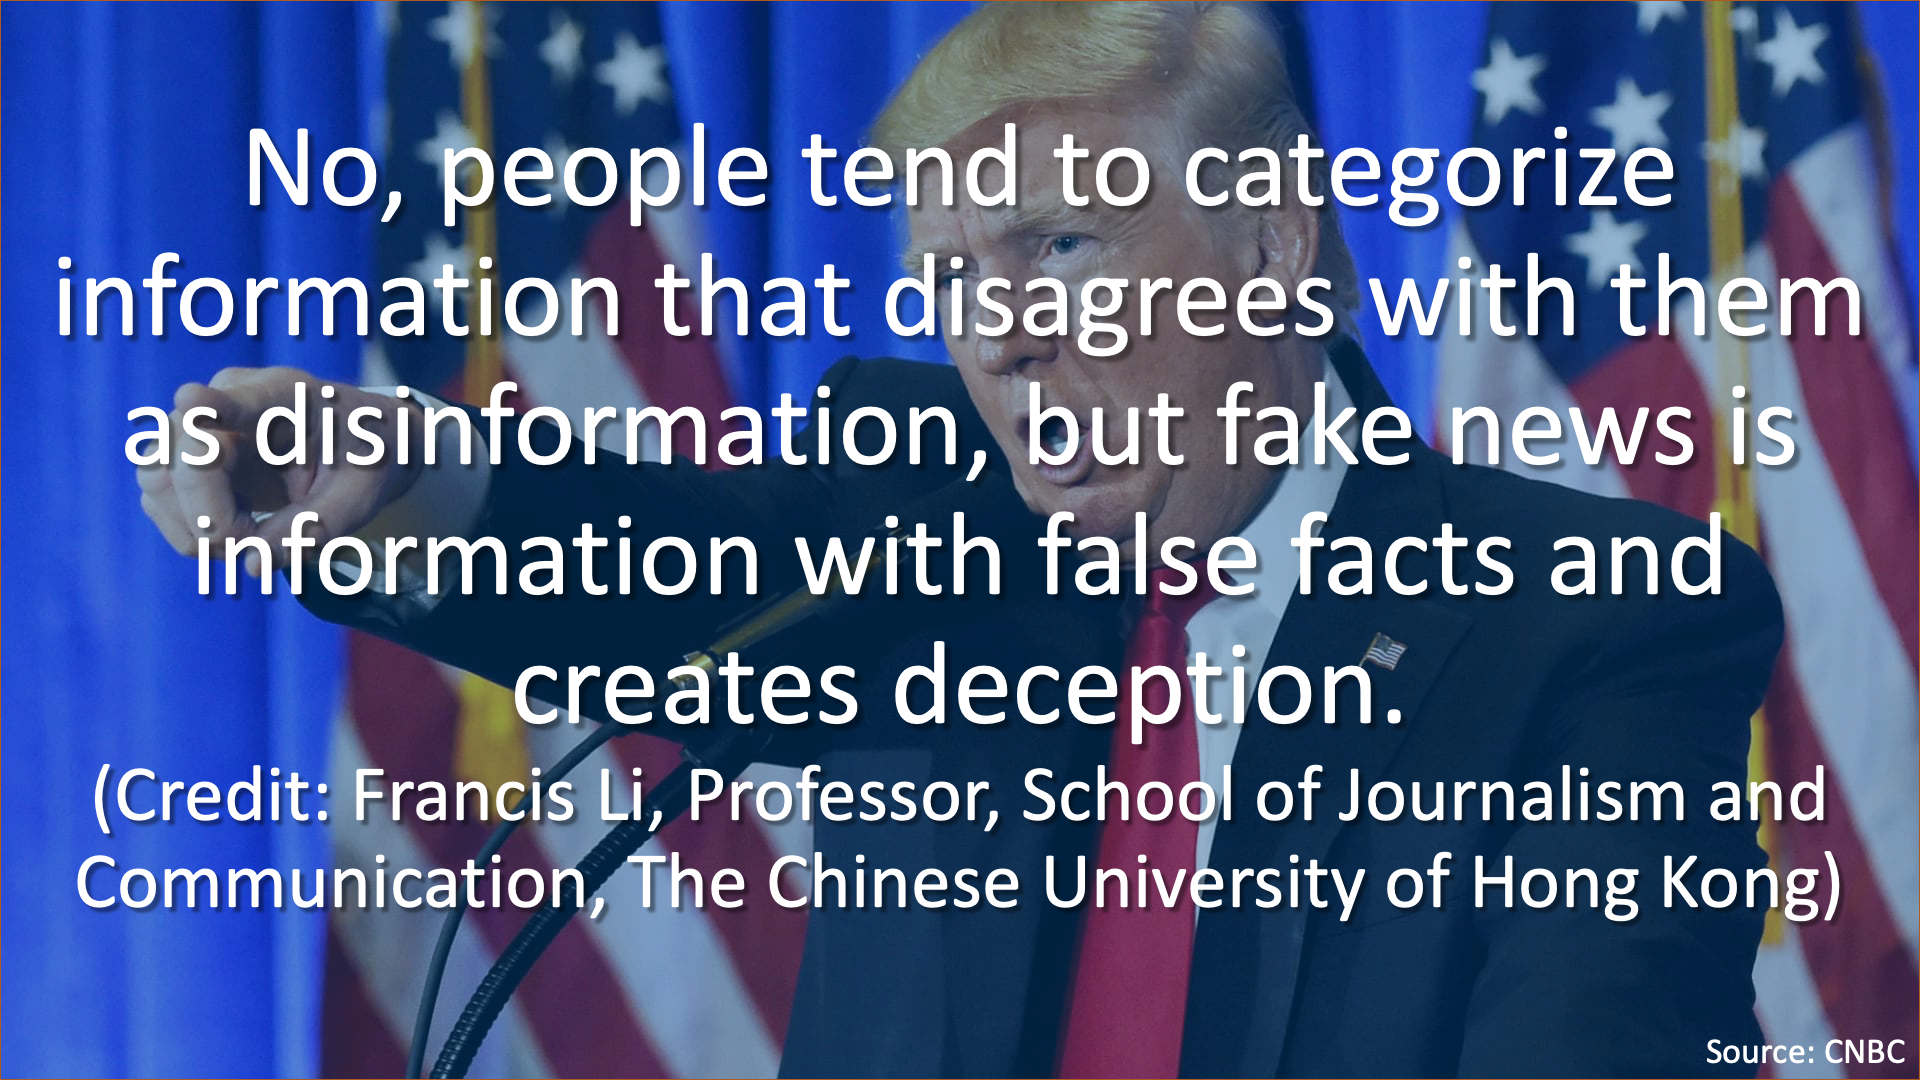 No, people tend to categorize
information that disagrees with them
as disinformation, but fake news is
information with false facts and
creates deception.
(Credit: Francis Li, Professor, School of Journalism and
Communication, The Chinese University of Hong Kong)
Source: CNBC